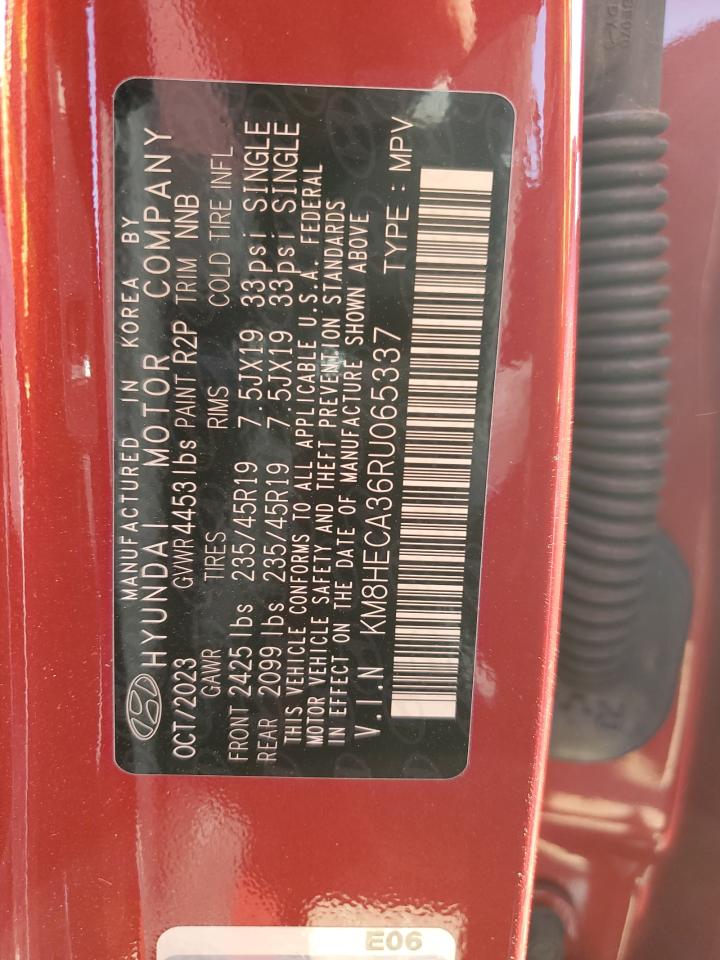 MANUFACTURED IN KOREA BY
HYUNDAI MOTOR COMPANY
OCT/2023 GVWR 4453 lbs PAINT R2P TRIM NNB
GAWR TIRES RIMS COLD TIRE INFL
FRONT 2425 lbs 235/45R19 7.5JX19 33psi SINGLE
REAR 2099 lbs 235/45R19 7.5JX19 33psi SINGLE
THIS VEHICLE CONFORMS TO ALL APPLICABLE U.S.A. FEDERAL
MOTOR VEHICLE SAFETY AND THEFT PREVENTION STANDARDS
IN EFFECT ON THE DATE OF MANUFACTURE SHOWN ABOVE
V.I.N KM8HECA36RU065337 TYPE : MPV
E06